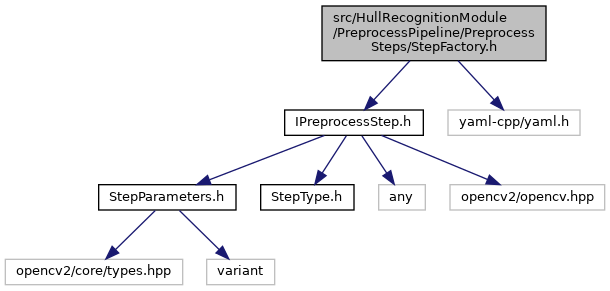 src/HullRecognitionModule
/PreprocessPipeline/Preprocess
Steps/StepFactory.h
IPreprocessStep.h
yaml-cpp/yaml.h
StepParameters.h
StepType.h
any
opencv2/opencv.hpp
opencv2/core/types.hpp
variant